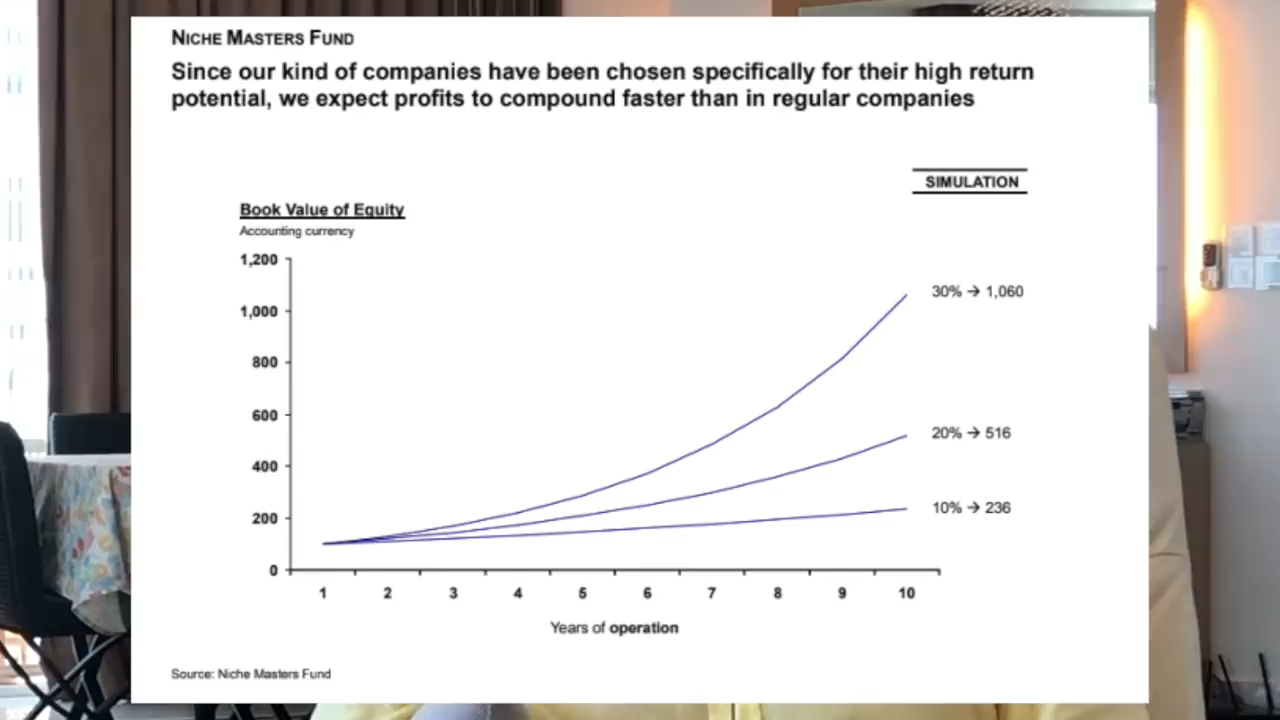 NICHE MASTERS FUND
Since our kind of companies have been chosen specifically for their high return
potential, we expect profits to compound faster than in regular companies
SIMULATION
Book Value of Equity
Accounting currency
1,200
1,000
800
600
400
200
0
30% → 1,060
20% → 516
10% → 236
1 2 3 4 5 6 7 8 9 10
Years of operation
Source: Niche Masters Fund